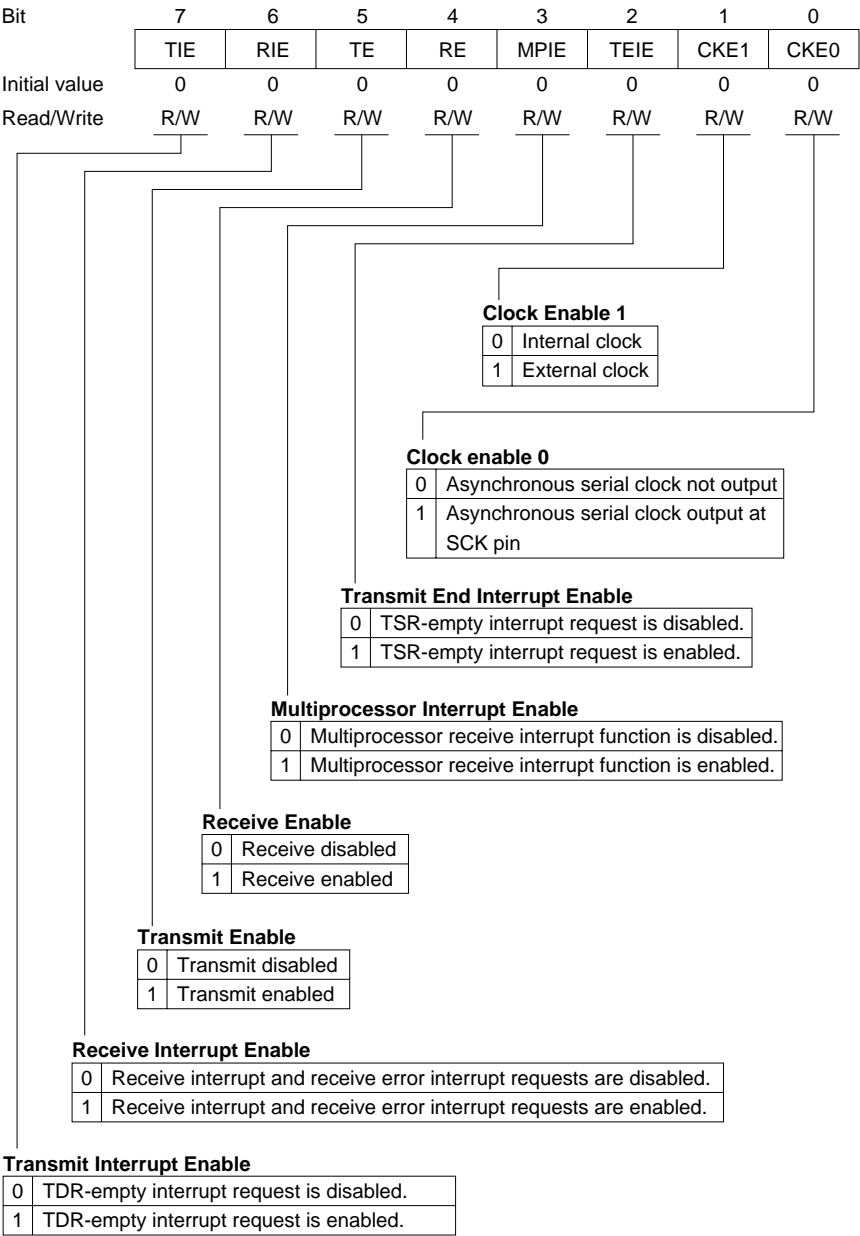 Bit 7 6 5 4 3 2 1 0
TIE RIE TE RE MPIE TEIE CKE1 CKE0
Initial value 0 0 0 0 0 0 0 0
Read/Write R/W R/W R/W R/W R/W R/W R/W R/W
Clock Enable 1
0 Internal clock
1 External clock
Clock enable 0
0 Asynchronous serial clock not output
1 Asynchronous serial clock output at
SCK pin
Transmit End Interrupt Enable
0 TSR-empty interrupt request is disabled.
1 TSR-empty interrupt request is enabled.
Multiprocessor Interrupt Enable
0 Multiprocessor receive interrupt function is disabled.
1 Multiprocessor receive interrupt function is enabled.
Receive Enable
0 Receive disabled
1 Receive enabled
Transmit Enable
0 Transmit disabled
1 Transmit enabled
Receive Interrupt Enable
0 Receive interrupt and receive error interrupt requests are disabled.
1 Receive interrupt and receive error interrupt requests are enabled.
Transmit Interrupt Enable
0 TDR-empty interrupt request is disabled.
1 TDR-empty interrupt request is enabled.